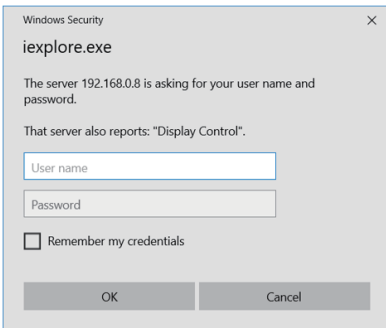 Windows Security
iexplore.exe
The server 192.168.0.8 is asking for your user name and
password.
That server also reports: "Display Control".
User name
Password
Remember my credentials
OK Cancel